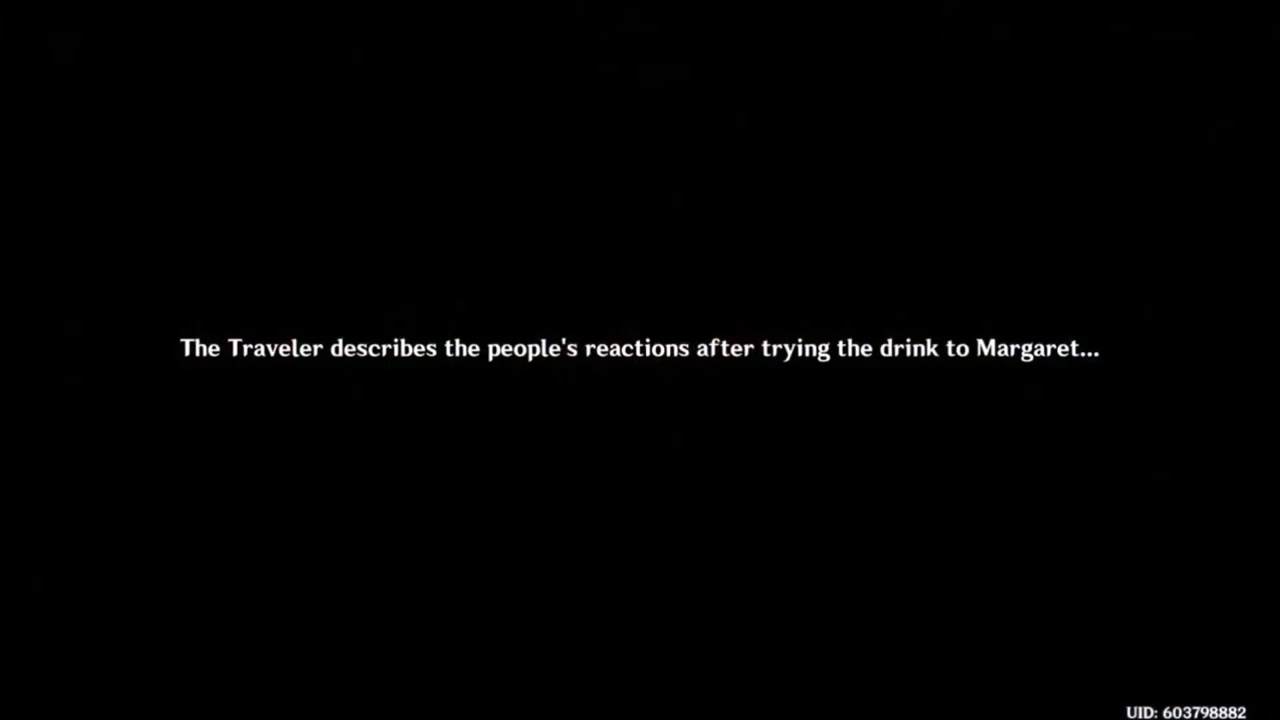 The Traveler describes the people's reactions after trying the drink to Margaret...
UID: 603798882